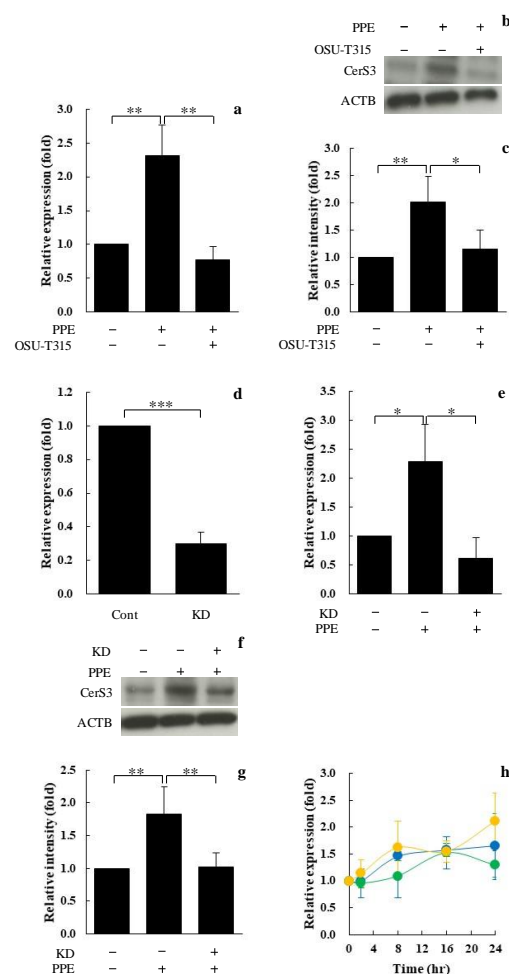 a
Relative expression (fold)
3.0
2.5
2.0
1.5
1.0
0.5
0.0
** **
PPE – + +
OSU-T315 – – +
b
PPE – + +
OSU-T315 – – +
CerS3
ACTB
c
Relative intensity (fold)
3.0
2.5
2.0
1.5
1.0
0.5
0.0
** *
PPE – + +
OSU-T315 – – +
d
Relative expression (fold)
1.2
1.0
0.8
0.6
0.4
0.2
0.0
***
Cont KD
e
Relative expression (fold)
3.5
3.0
2.5
2.0
1.5
1.0
0.5
0.0
* *
KD – – +
PPE – + +
f
KD – – +
PPE – + +
CerS3
ACTB
g
Relative intensity (fold)
2.5
2.0
1.5
1.0
0.5
0.0
** **
KD – – +
PPE – + +
h
Relative expression (fold)
3.0
2.5
2.0
1.5
1.0
0.5
0.0
0 4 8 12 16 20 24
Time (hr)